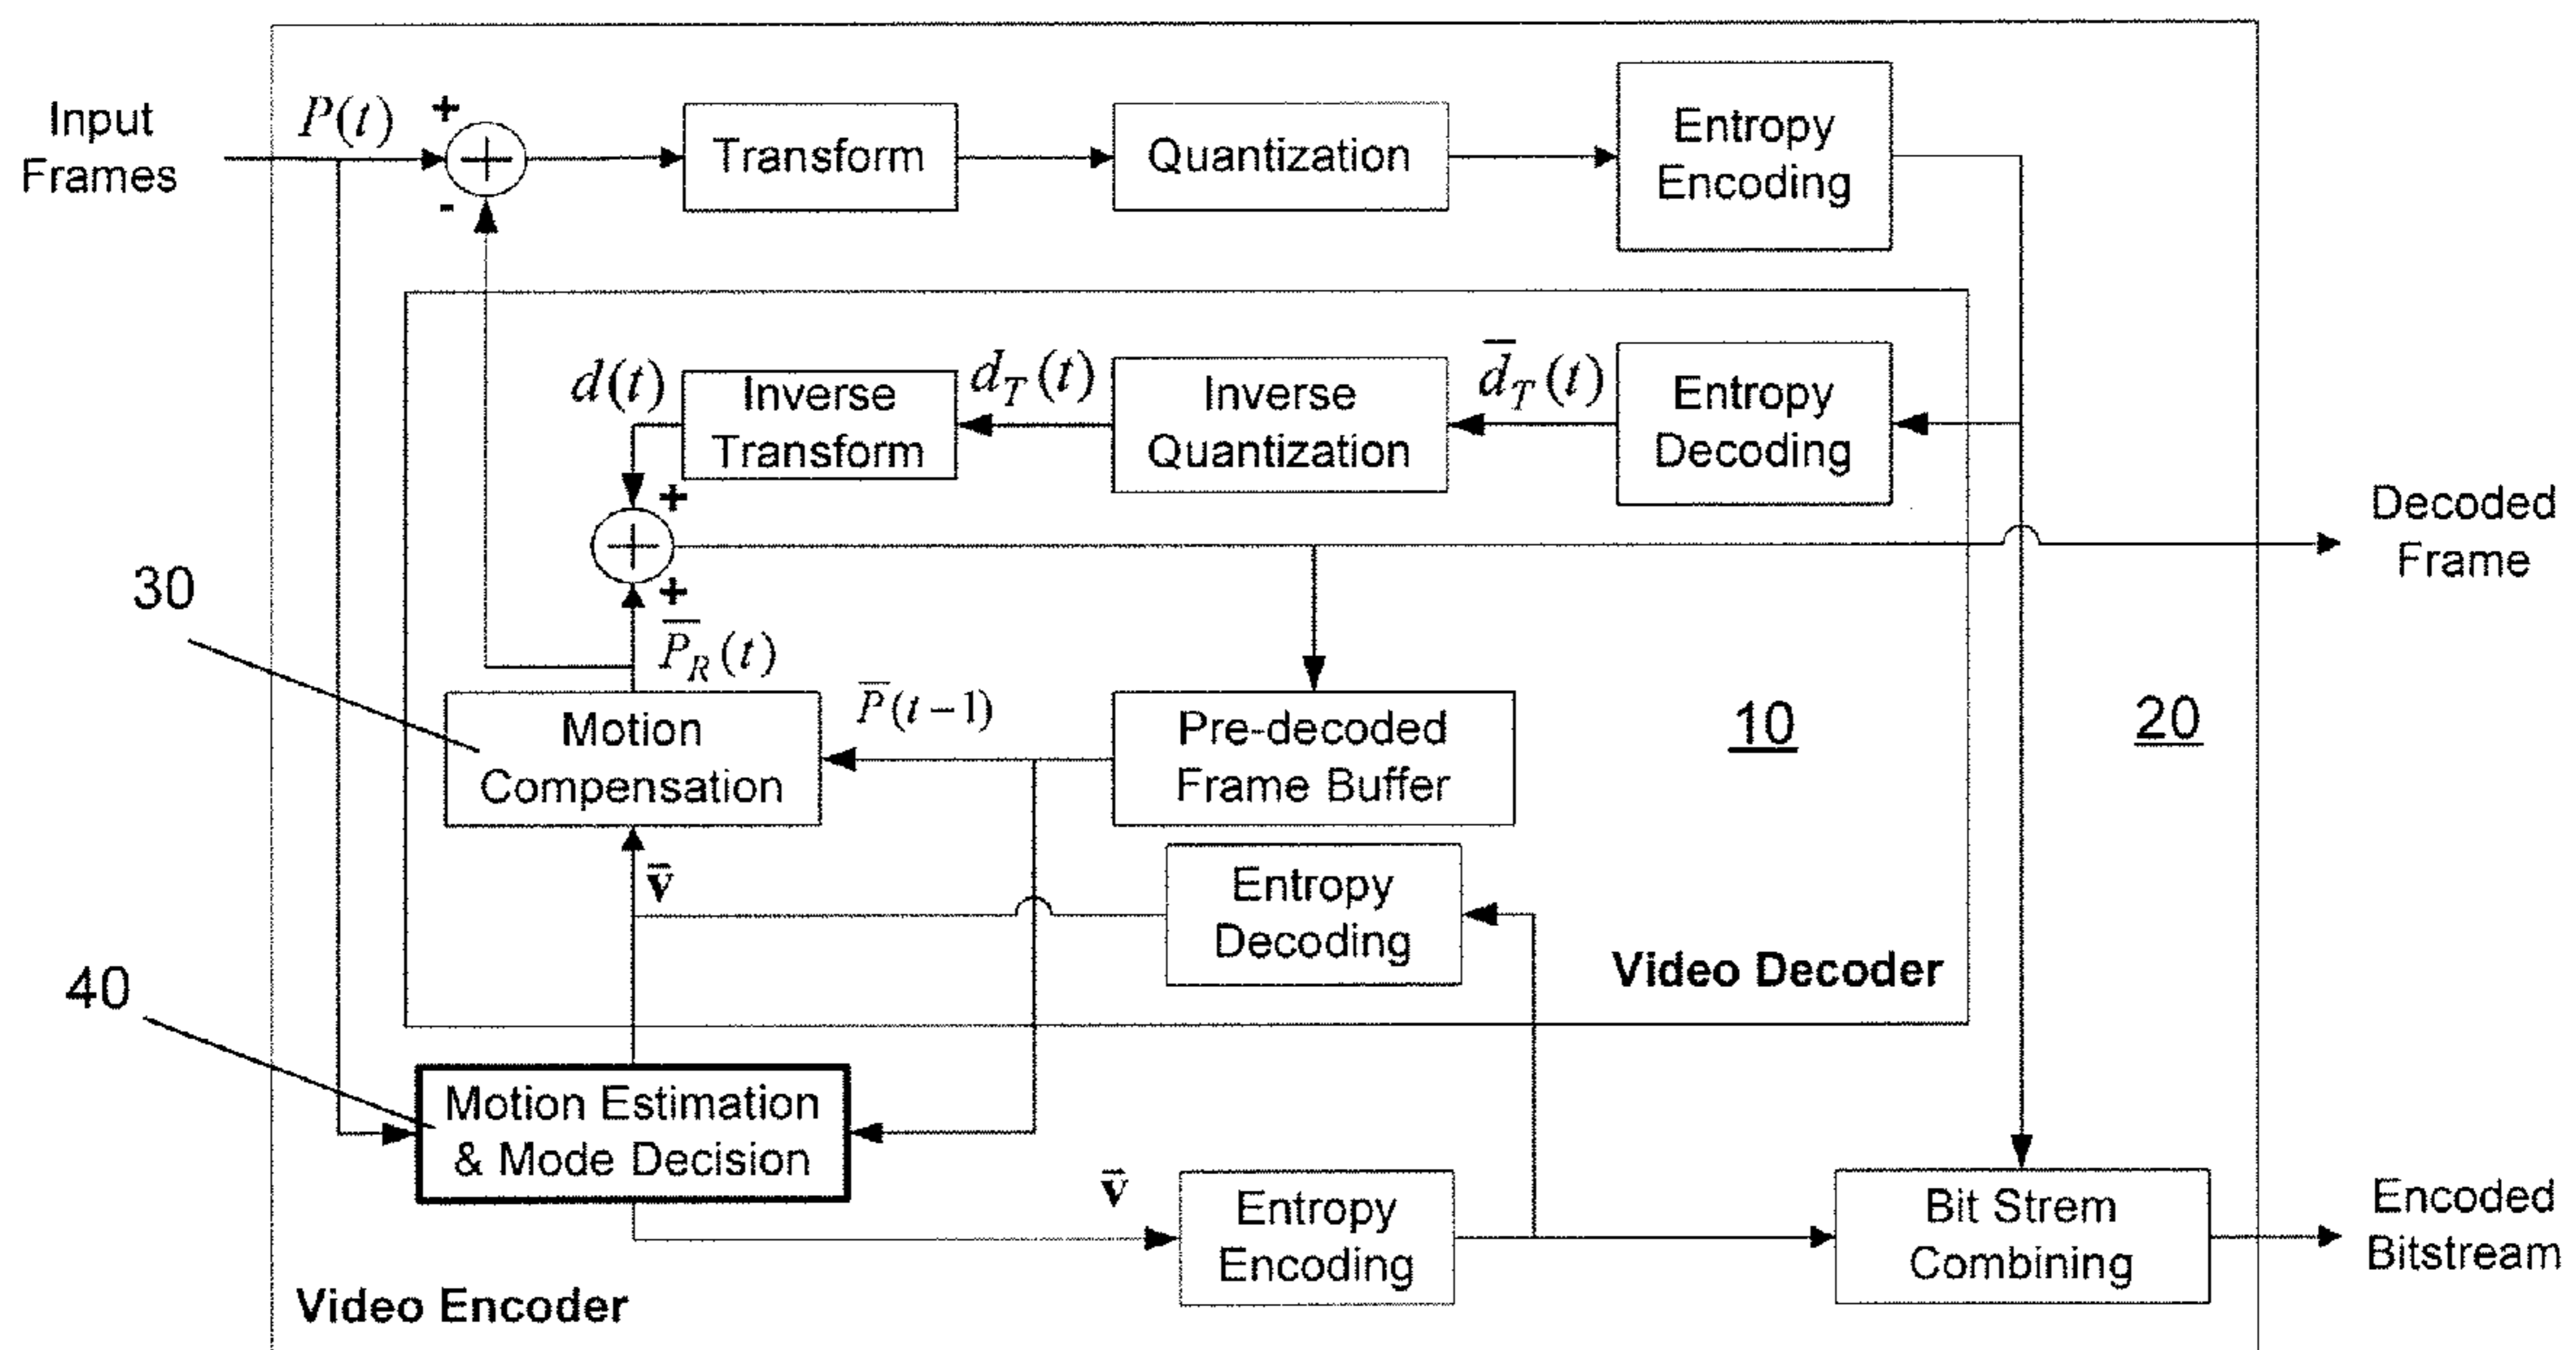 Input
Frames
P(t)
+
-
Transform
Quantization
Entropy
Encoding
d(t)
Inverse
Transform
d_T(t)
Inverse
Quantization
d̅_T(t)
Entropy
Decoding
+
+
Decoded
Frame
30
P̅_R(t)
Motion
Compensation
P̅(t-1)
Pre-decoded
Frame Buffer
10
20
v̅
Entropy
Decoding
Video Decoder
40
Motion Estimation
& Mode Decision
v̅
Entropy
Encoding
Bit Strem
Combining
Encoded
Bitstream
Video Encoder